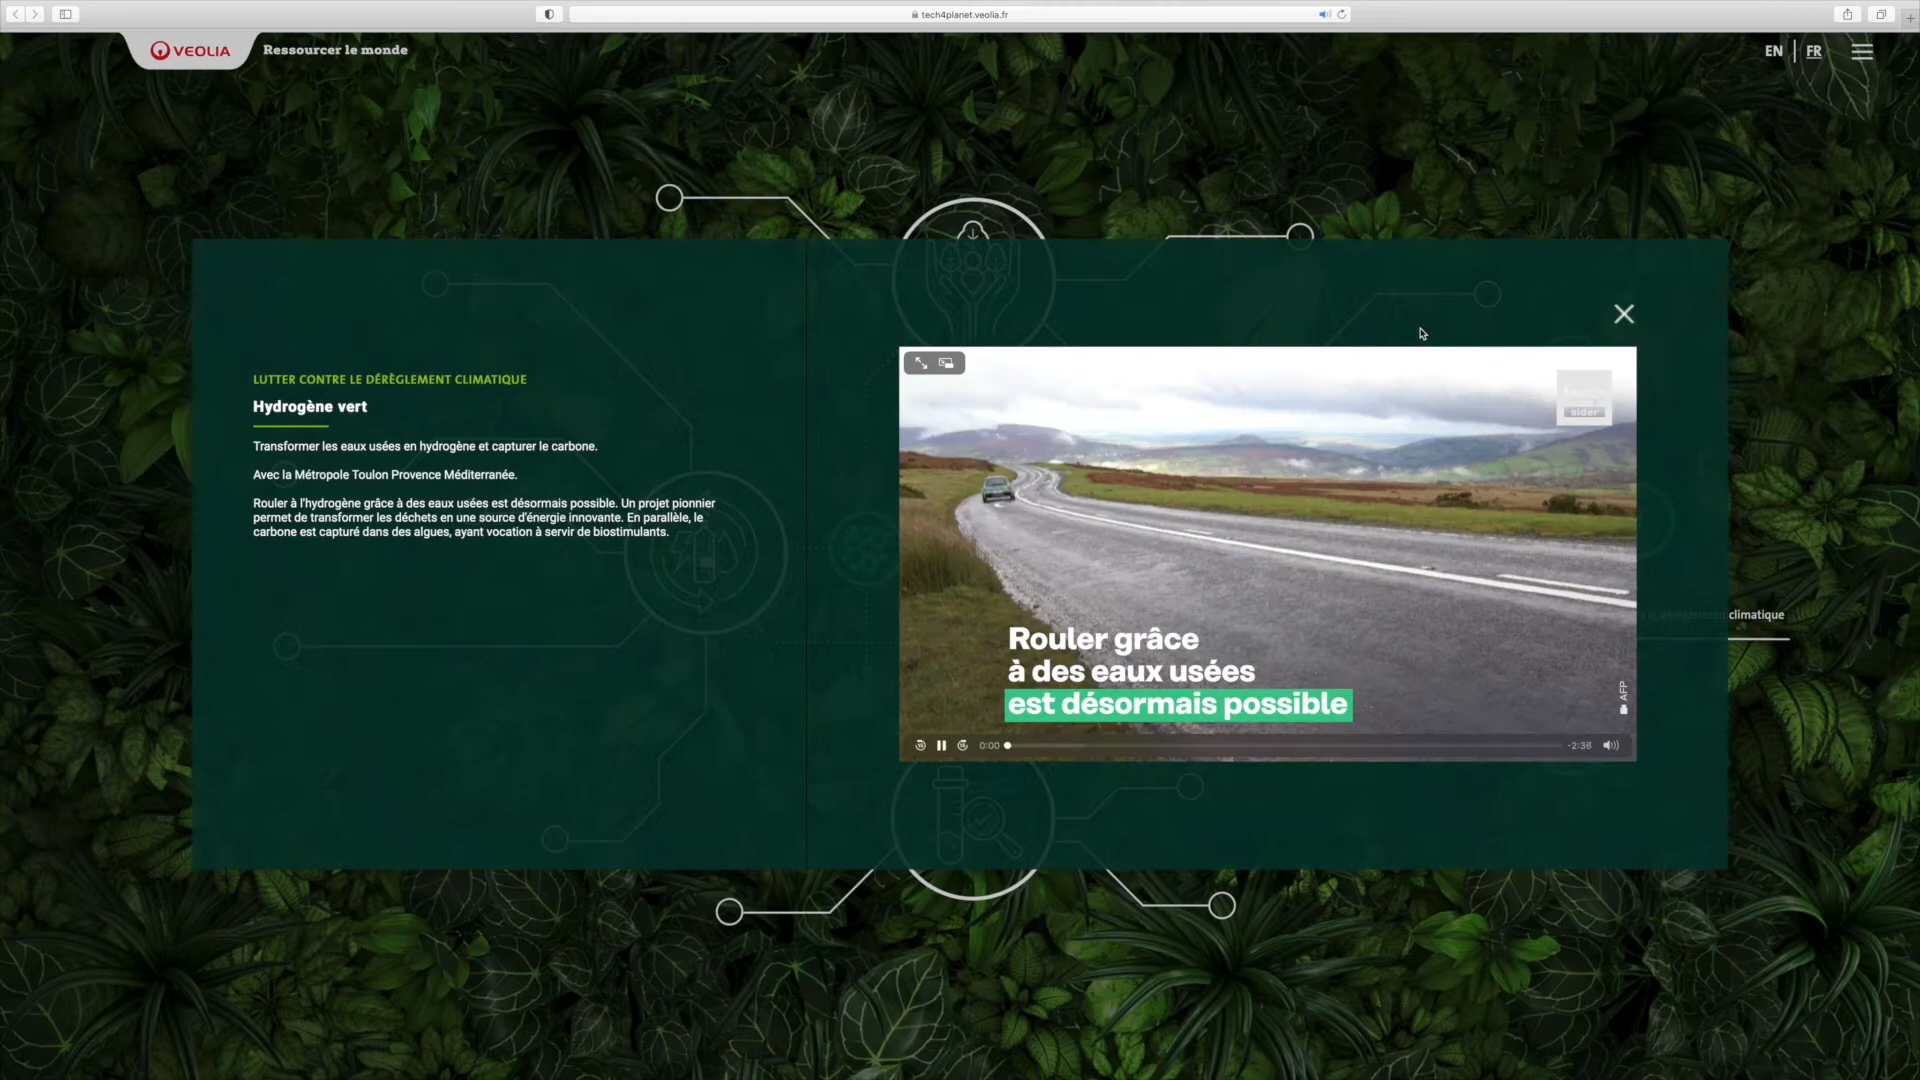 tech4planet.veolia.fr
VEOLIA
Ressourcer le monde
EN
FR
LUTTER CONTRE LE DÉRÈGLEMENT CLIMATIQUE
Hydrogène vert
Transformer les eaux usées en hydrogène et capturer le carbone.
Avec la Métropole Toulon Provence Méditerranée.
Rouler à l'hydrogène grâce à des eaux usées est désormais possible. Un projet pionnier
permet de transformer les déchets en une source d'énergie innovante. En parallèle, le
carbone est capturé dans des algues, ayant vocation à servir de biostimulants.
sider
Rouler grâce
à des eaux usées
est désormais possible
AFP
0:00
-2:36
climatique